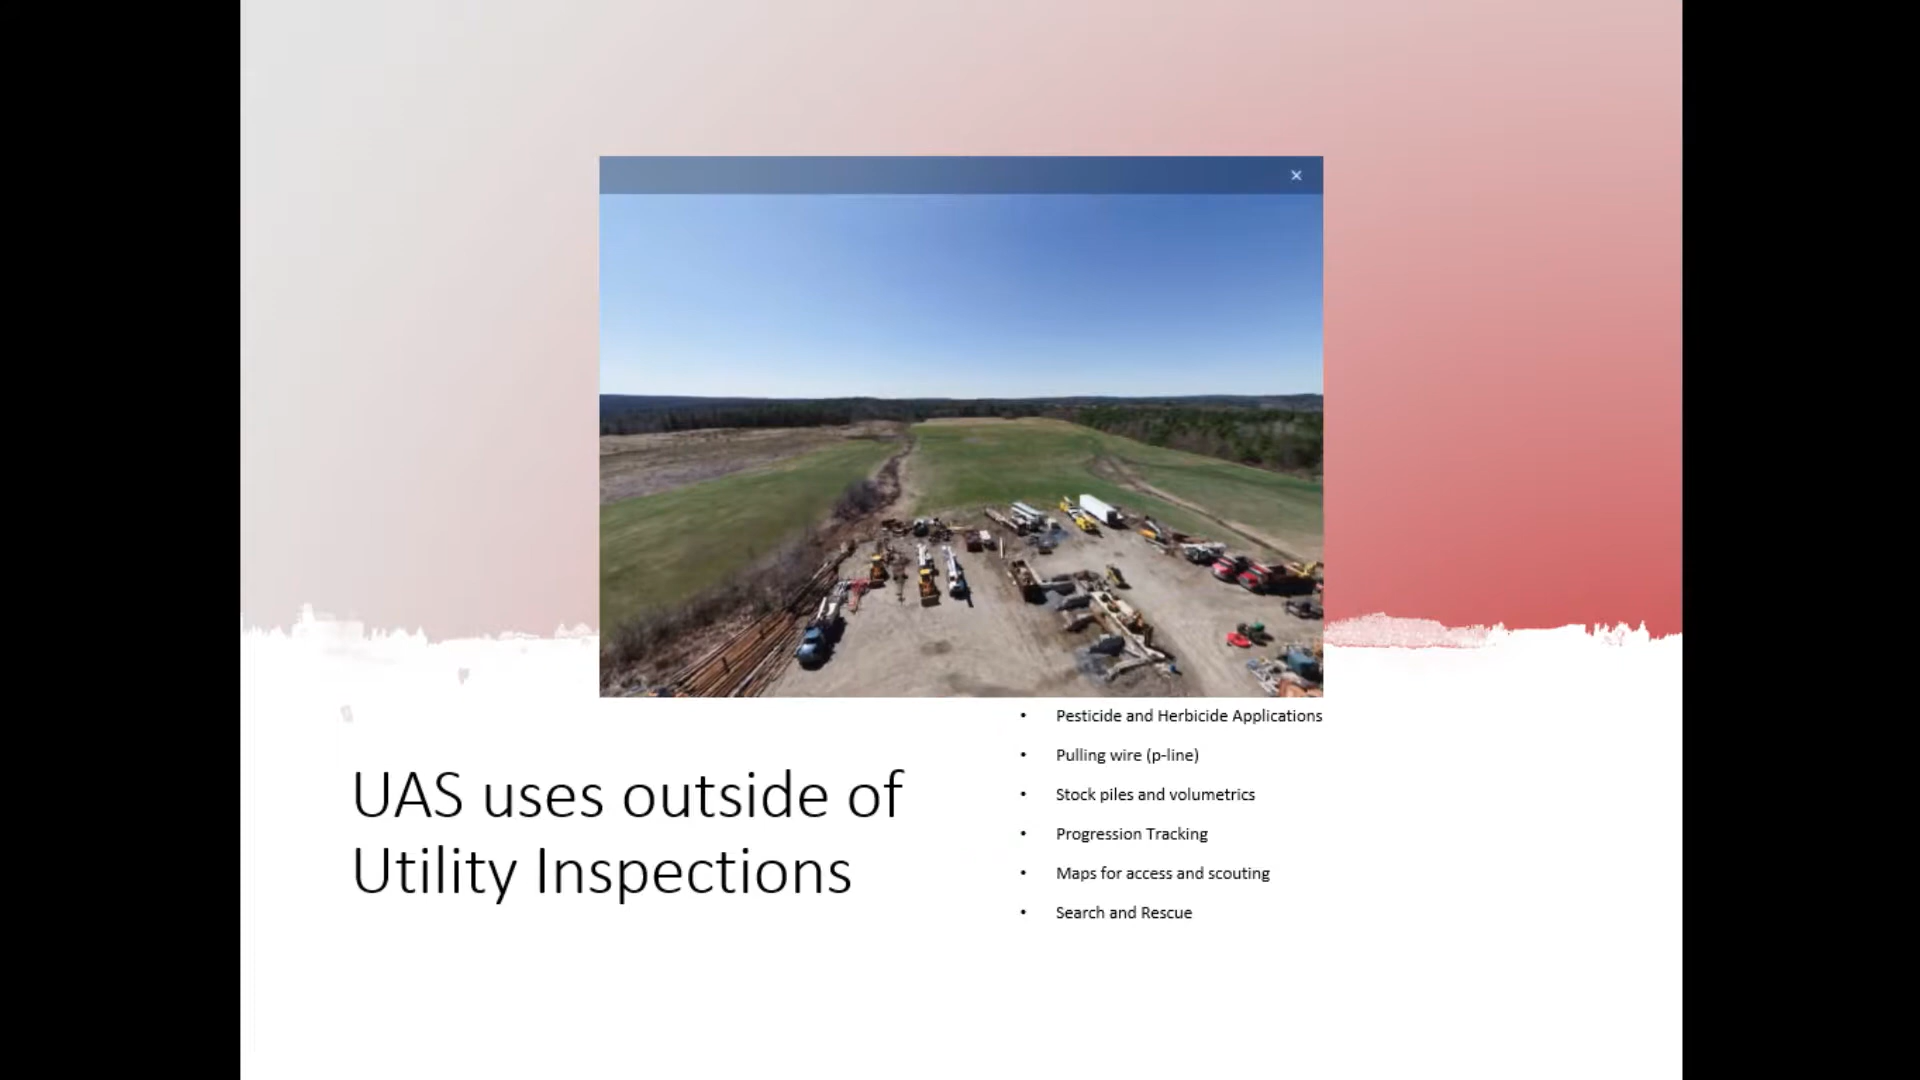 UAS uses outside of
Utility Inspections
• Pesticide and Herbicide Applications
• Pulling wire (p-line)
• Stock piles and volumetrics
• Progression Tracking
• Maps for access and scouting
• Search and Rescue